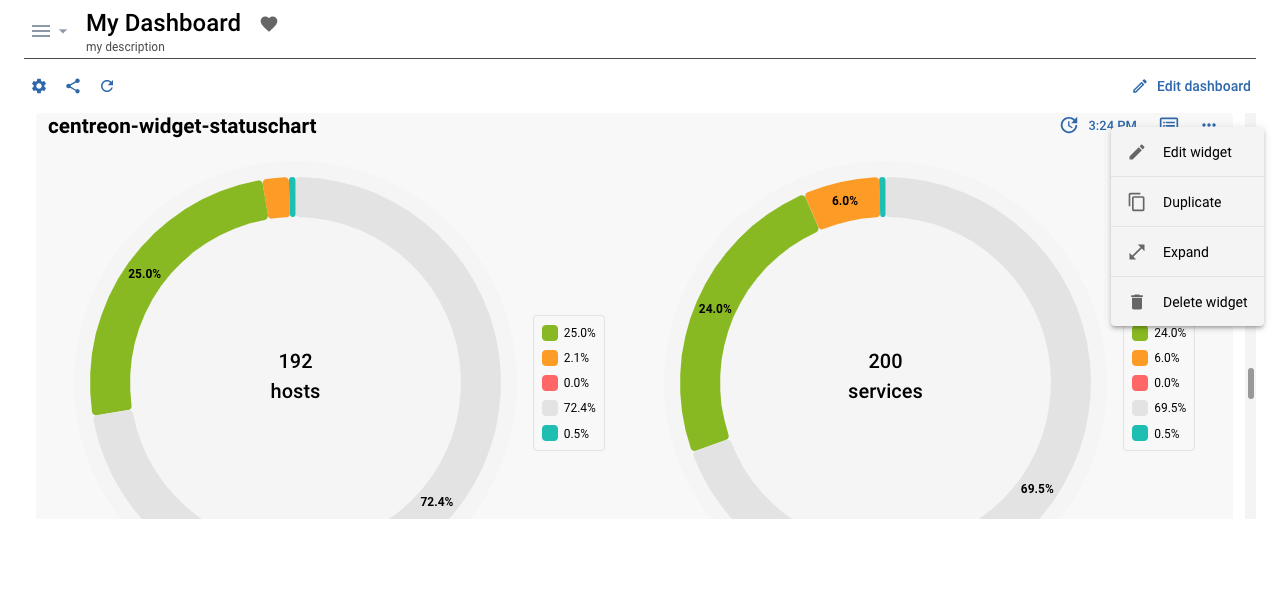 My Dashboard
my description
Edit dashboard
centreon-widget-statuschart
3:24 PM
Edit widget
Duplicate
Expand
Delete widget
25.0%
192
hosts
72.4%
25.0%
2.1%
0.0%
72.4%
0.5%
6.0%
24.0%
200
services
69.5%
24.0%
6.0%
0.0%
69.5%
0.5%